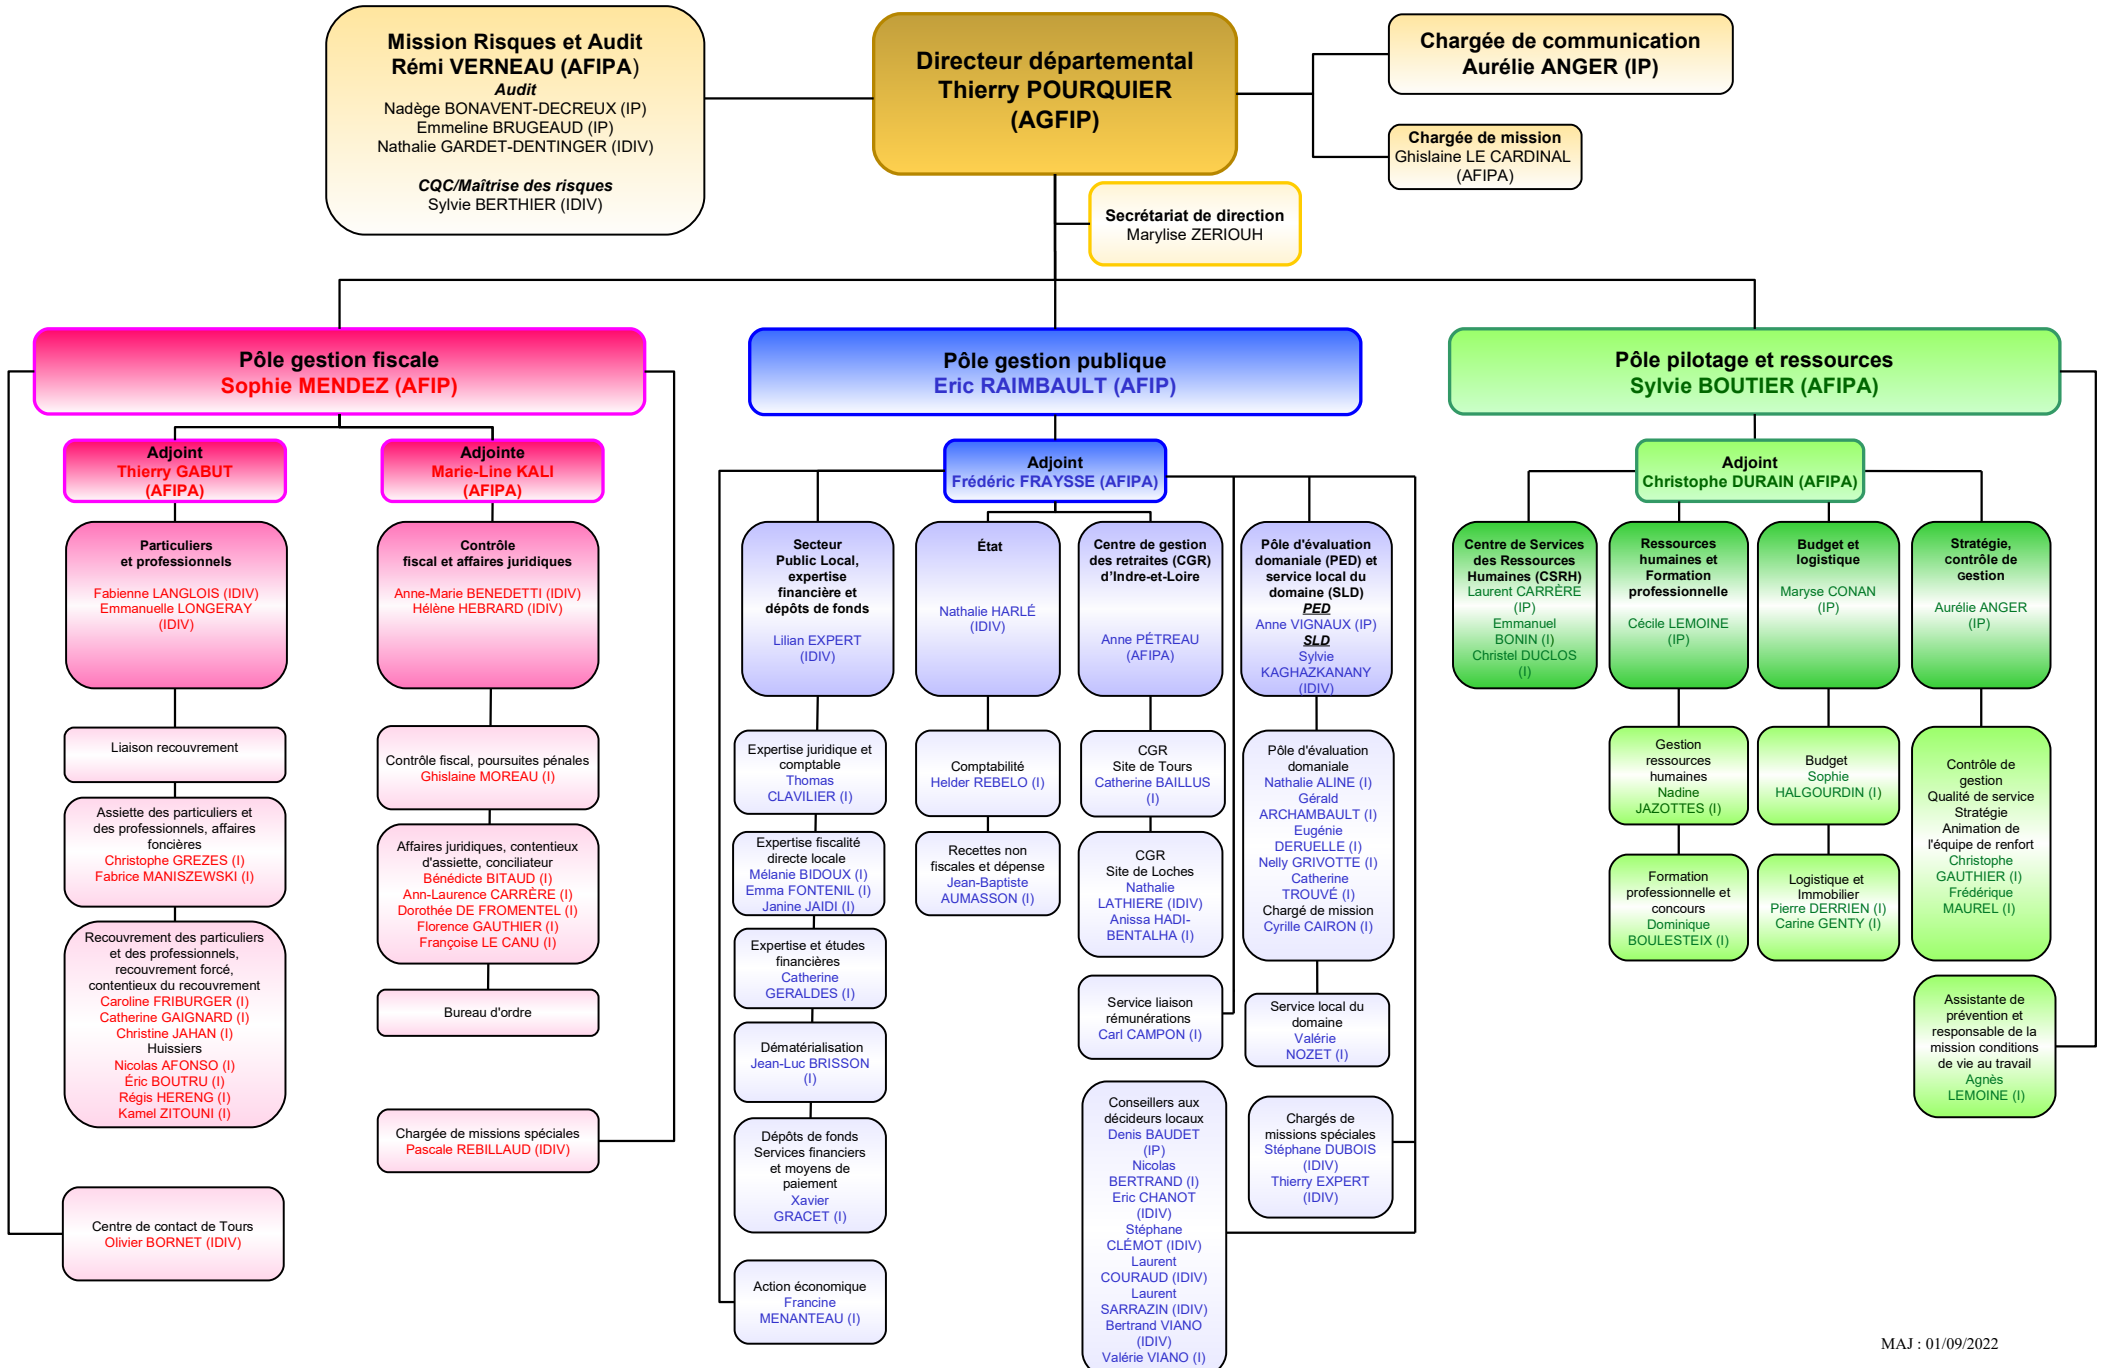 Mission Risques et Audit
Rémi VERNEAU (AFIPA)
Audit
Nadège BONAVENT-DECREUX (IP)
Emmeline BRUGEAUD (IP)
Nathalie GARDET-DENTINGER (IDIV)
CQC/Maîtrise des risques
Sylvie BERTHIER (IDIV)
Directeur départemental
Thierry POURQUIER
(AGFIP)
Chargée de communication
Aurélie ANGER (IP)
Chargée de mission
Ghislaine LE CARDINAL
(AFIPA)
Secrétariat de direction
Marylise ZERIOUH
Pôle gestion fiscale
Sophie MENDEZ (AFIP)
Adjoint
Thierry GABUT
(AFIPA)
Adjointe
Marie-Line KALI
(AFIPA)
Particuliers
et professionnels
Fabienne LANGLOIS (IDIV)
Emmanuelle LONGERAY
(IDIV)
Liaison recouvrement
Assiette des particuliers et
des professionnels, affaires
foncières
Christophe GREZES (I)
Fabrice MANISZEWSKI (I)
Recouvrement des particuliers
et des professionnels,
recouvrement forcé,
contentieux du recouvrement
Caroline FRIBURGER (I)
Catherine GAIGNARD (I)
Christine JAHAN (I)
Huissiers
Nicolas AFONSO (I)
Éric BOUTRU (I)
Régis HERENG (I)
Kamel ZITOUNI (I)
Centre de contact de Tours
Olivier BORNET (IDIV)
Contrôle
fiscal et affaires juridiques
Anne-Marie BENEDETTI (IDIV)
Hélène HEBRARD (IDIV)
Contrôle fiscal, poursuites pénales
Ghislaine MOREAU (I)
Affaires juridiques, contentieux
d'assiette, conciliateur
Bénédicte BITAUD (I)
Ann-Laurence CARRÈRE (I)
Dorothée DE FROMENTEL (I)
Florence GAUTHIER (I)
Françoise LE CANU (I)
Bureau d'ordre
Chargée de missions spéciales
Pascale REBILLAUD (IDIV)
Pôle gestion publique
Eric RAIMBAULT (AFIP)
Adjoint
Frédéric FRAYSSE (AFIPA)
Secteur
Public Local,
expertise
financière et
dépôts de fonds
Lilian EXPERT
(IDIV)
Expertise juridique et
comptable
Thomas
CLAVILIER (I)
Expertise fiscalité
directe locale
Mélanie BIDOUX (I)
Emma FONTENIL (I)
Janine JAIDI (I)
Expertise et études
financières
Catherine
GERALDES (I)
Dématérialisation
Jean-Luc BRISSON
(I)
Dépôts de fonds
Services financiers
et moyens de
paiement
Xavier
GRACET (I)
Action économique
Francine
MENANTEAU (I)
État
Nathalie HARLÉ
(IDIV)
Comptabilité
Helder REBELO (I)
Recettes non
fiscales et dépense
Jean-Baptiste
AUMASSON (I)
Centre de gestion
des retraites (CGR)
d’Indre-et-Loire
Anne PÉTREAU
(AFIPA)
CGR
Site de Tours
Catherine BAILLUS
(I)
CGR
Site de Loches
Nathalie
LATHIERE (IDIV)
Anissa HADI-
BENTALHA (I)
Service liaison
rémunérations
Carl CAMPON (I)
Conseillers aux
décideurs locaux
Denis BAUDET
(IP)
Nicolas
BERTRAND (I)
Eric CHANOT
(IDIV)
Stéphane
CLÉMOT (IDIV)
Laurent
COURAUD (IDIV)
Laurent
SARRAZIN (IDIV)
Bertrand VIANO
(IDIV)
Valérie VIANO (I)
Pôle d'évaluation
domaniale (PED) et
service local du
domaine (SLD)
PED
Anne VIGNAUX (IP)
SLD
Sylvie
KAGHAZKANANY
(IDIV)
Pôle d'évaluation
domaniale
Nathalie ALINE (I)
Gérald
ARCHAMBAULT (I)
Eugénie
DERUELLE (I)
Nelly GRIVOTTE (I)
Catherine
TROUVÉ (I)
Chargé de mission
Cyrille CAIRON (I)
Service local du
domaine
Valérie
NOZET (I)
Chargés de
missions spéciales
Stéphane DUBOIS
(IDIV)
Thierry EXPERT
(IDIV)
Pôle pilotage et ressources
Sylvie BOUTIER (AFIPA)
Adjoint
Christophe DURAIN (AFIPA)
Centre de Services
des Ressources
Humaines (CSRH)
Laurent CARRÈRE
(IP)
Emmanuel
BONIN (I)
Christel DUCLOS
(I)
Ressources
humaines et
Formation
professionnelle
Cécile LEMOINE
(IP)
Gestion
ressources
humaines
Nadine
JAZOTTES (I)
Formation
professionnelle et
concours
Dominique
BOULESTEIX (I)
Budget et
logistique
Maryse CONAN
(IP)
Budget
Sophie
HALGOURDIN (I)
Logistique et
Immobilier
Pierre DERRIEN (I)
Carine GENTY (I)
Stratégie,
contrôle de
gestion
Aurélie ANGER
(IP)
Contrôle de
gestion
Qualité de service
Stratégie
Animation de
l'équipe de renfort
Christophe
GAUTHIER (I)
Frédérique
MAUREL (I)
Assistante de
prévention et
responsable de la
mission conditions
de vie au travail
Agnès
LEMOINE (I)
MAJ : 01/09/2022